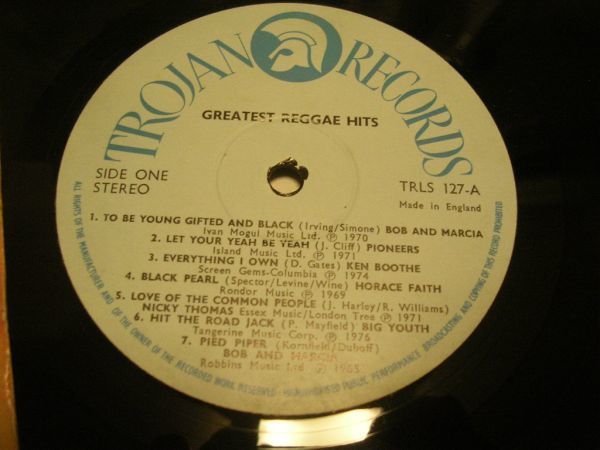 TROJAN RECORDS
GREATEST REGGAE HITS
SIDE ONE
STEREO
TRLS 127-A
Made in England
1. TO BE YOUNG GIFTED AND BLACK (Irving/Simone) BOB AND MARCIA
Ivan Mogul Music Ltd. ℗ 1970
2. LET YOUR YEAH BE YEAH (J. Cliff) PIONEERS
Island Music Ltd. ℗ 1971
3. EVERYTHING I OWN (D. Gates) KEN BOOTHE
Screen Gems-Columbia ℗ 1974
4. BLACK PEARL (Spector/Levine/Wine) HORACE FAITH
Rondor Music ℗ 1969
5. LOVE OF THE COMMON PEOPLE (J. Harley/R. Williams)
NICKY THOMAS Essex Music/London Tree ℗ 1971
6. HIT THE ROAD JACK (P. Mayfield) BIG YOUTH
Tangerine Music Corp. ℗ 1976
7. PIED PIPER (Kornfield/Duboff)
BOB AND MARCIA
Robbins Music Ltd ℗ 1965
ALL RIGHTS OF THE MANUFACTURER AND OF THE OWNER OF THE RECORDED WORK RESERVED - UNAUTHORISED PUBLIC PERFORMANCE BROADCASTING AND COPYING OF THIS RECORD PROHIBITED